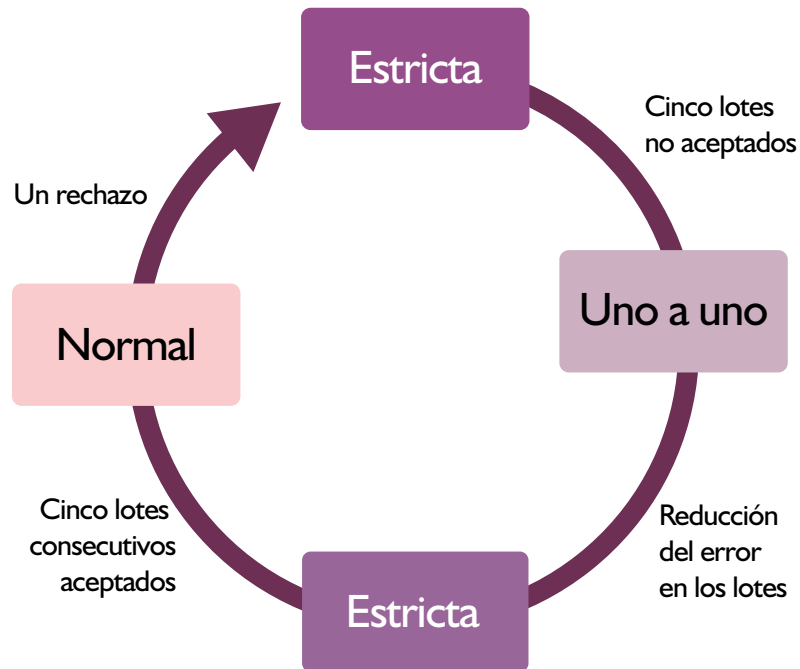 Estricta
Cinco lotes
no aceptados
Un rechazo
Uno a uno
Normal
Cinco lotes
consecutivos
aceptados
Reducción
del error
en los lotes
Estricta